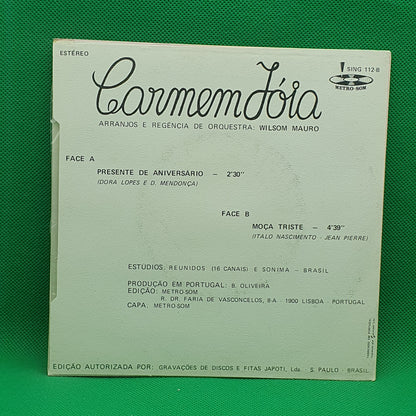 ESTÉREO
SING 112-B
METRO-SOM
Carmem Jóia
ARRANJOS E REGÊNCIA DE ORQUESTRA: WILSOM MAURO
FACE A
PRESENTE DE ANIVERSÁRIO — 2'30"
(DORA LOPES E D. MENDONÇA)
FACE B
MOÇA TRISTE — 4'39"
(ITALO NASCIMENTO - JEAN PIERRE)
ESTÚDIOS: REUNIDOS (16 CANAIS) E SONIMA — BRASIL
PRODUÇÃO EM PORTUGAL: B. OLIVEIRA
EDIÇÃO: METRO-SOM
R. DR. FARIA DE VASCONCELOS, 8-A - 1900 LISBOA - PORTUGAL
CAPA: METRO-SOM
EDIÇÃO AUTORIZADA POR: GRAVAÇÕES DE DISCOS E FITAS JAPOTI, Lda. S. PAULO - BRASIL.